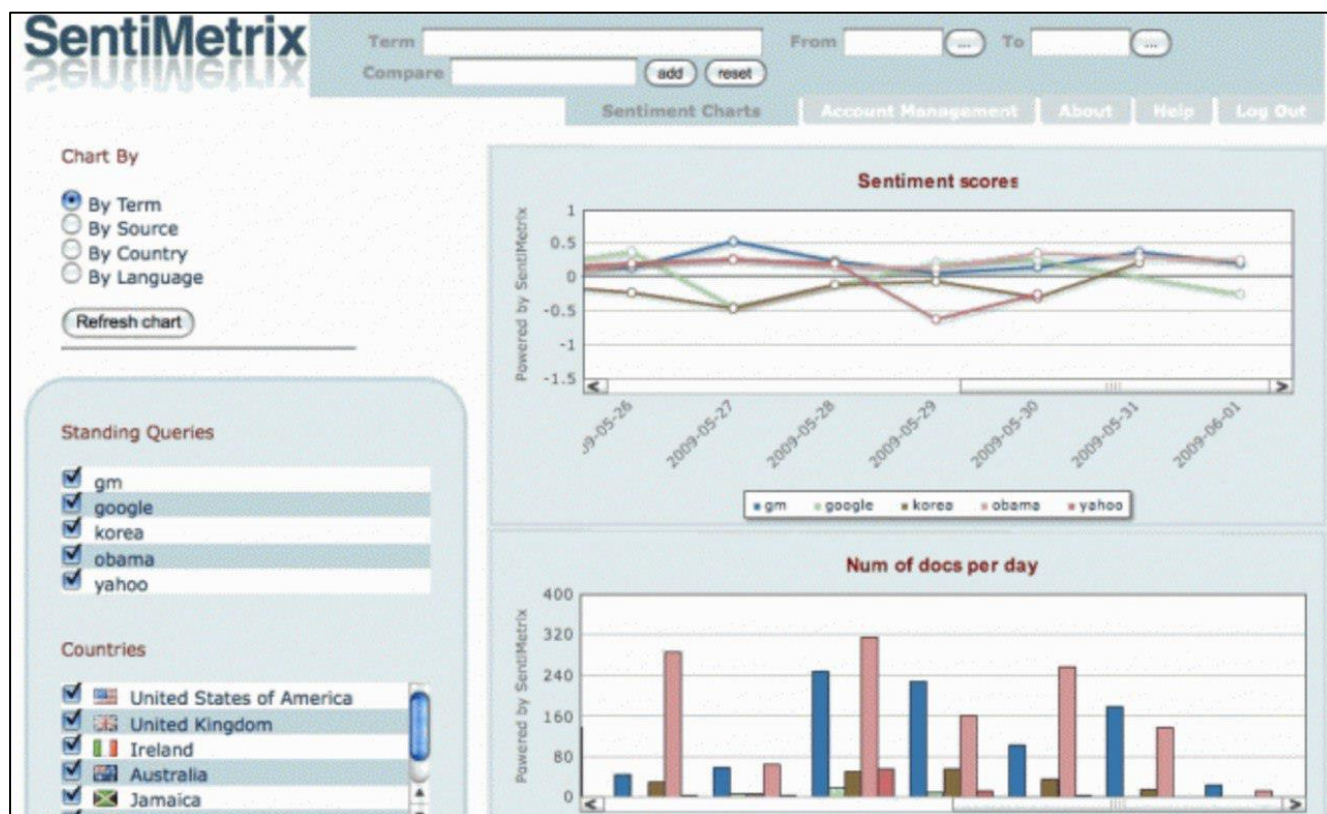 SentiMetrix
Term
From
...
To
...
Compare
add
reset
Sentiment Charts
Account Management
About
Help
Log Out
Chart By
By Term
By Source
By Country
By Language
Refresh chart
Standing Queries
gm
google
korea
obama
yahoo
Countries
United States of America
United Kingdom
Ireland
Australia
Jamaica
Sentiment scores
Powered by SentiMetrix
1
0.5
0
-0.5
-1
-1.5
09-05-26
2009-05-27
2009-05-28
2009-05-29
2009-05-30
2009-05-31
2009-06-01
gm google korea obama yahoo
Num of docs per day
Powered by SentiMetrix
400
320
240
160
80
0